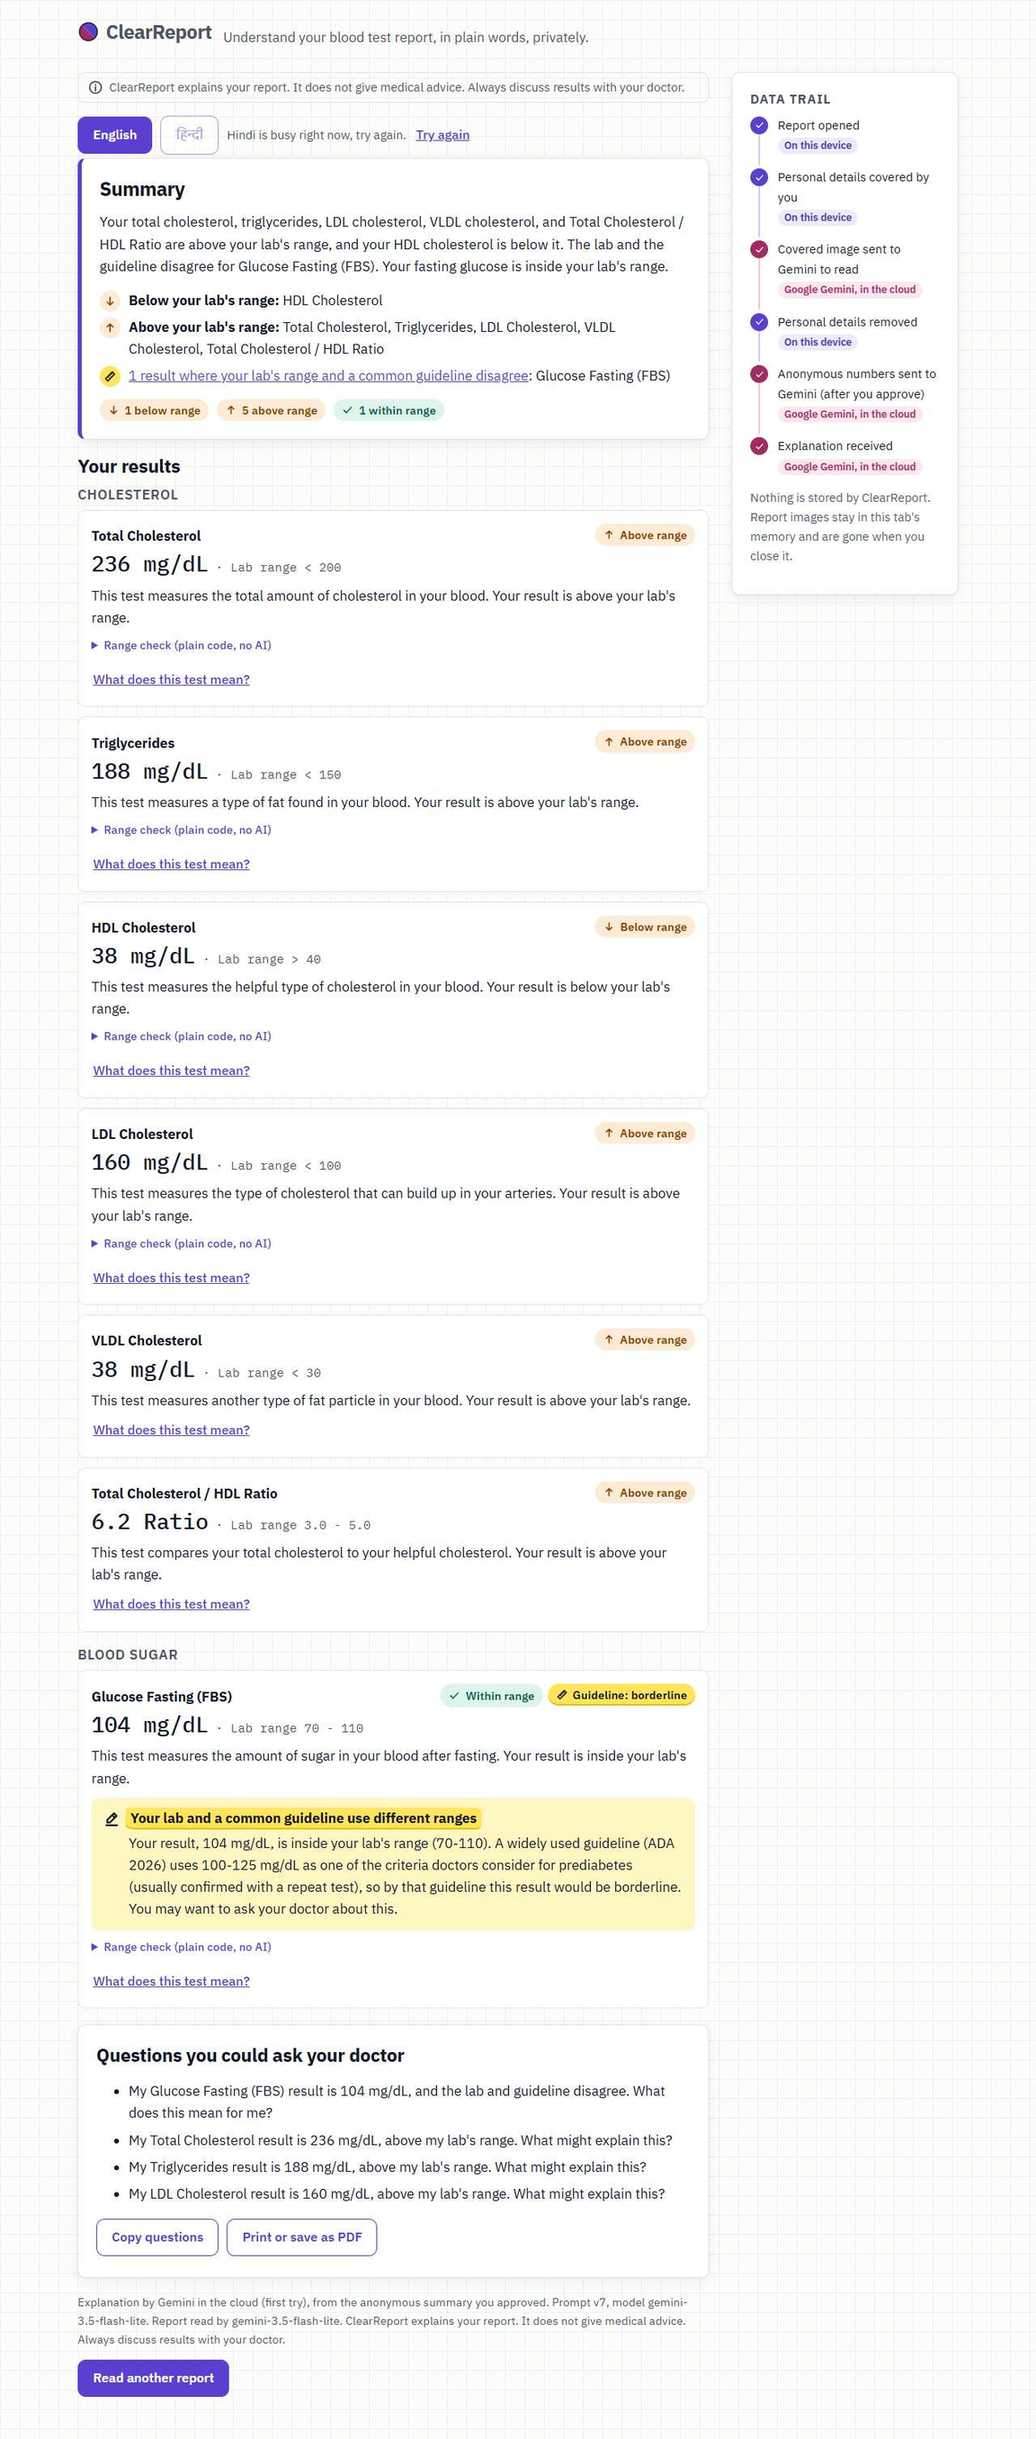 ClearReport Understand your blood test report, in plain words, privately.
ClearReport explains your report. It does not give medical advice. Always discuss results with your doctor.
English हिन्दी Hindi is busy right now, try again. Try again
Summary
Your total cholesterol, triglycerides, LDL cholesterol, VLDL cholesterol, and Total Cholesterol /
HDL Ratio are above your lab's range, and your HDL cholesterol is below it. The lab and the
guideline disagree for Glucose Fasting (FBS). Your fasting glucose is inside your lab's range.
↓ Below your lab's range: HDL Cholesterol
↑ Above your lab's range: Total Cholesterol, Triglycerides, LDL Cholesterol, VLDL
Cholesterol, Total Cholesterol / HDL Ratio
1 result where your lab's range and a common guideline disagree: Glucose Fasting (FBS)
↓ 1 below range ↑ 5 above range ✓ 1 within range
Your results
CHOLESTEROL
Total Cholesterol ↑ Above range
236 mg/dL · Lab range < 200
This test measures the total amount of cholesterol in your blood. Your result is above your lab's
range.
▶ Range check (plain code, no AI)
What does this test mean?
Triglycerides ↑ Above range
188 mg/dL · Lab range < 150
This test measures a type of fat found in your blood. Your result is above your lab's range.
▶ Range check (plain code, no AI)
What does this test mean?
HDL Cholesterol ↓ Below range
38 mg/dL · Lab range > 40
This test measures the helpful type of cholesterol in your blood. Your result is below your lab's
range.
▶ Range check (plain code, no AI)
What does this test mean?
LDL Cholesterol ↑ Above range
160 mg/dL · Lab range < 100
This test measures the type of cholesterol that can build up in your arteries. Your result is above
your lab's range.
▶ Range check (plain code, no AI)
What does this test mean?
VLDL Cholesterol ↑ Above range
38 mg/dL · Lab range < 30
This test measures another type of fat particle in your blood. Your result is above your lab's range.
What does this test mean?
Total Cholesterol / HDL Ratio ↑ Above range
6.2 Ratio · Lab range 3.0 - 5.0
This test compares your total cholesterol to your helpful cholesterol. Your result is above your
lab's range.
What does this test mean?
BLOOD SUGAR
Glucose Fasting (FBS) ✓ Within range Guideline: borderline
104 mg/dL · Lab range 70 - 110
This test measures the amount of sugar in your blood after fasting. Your result is inside your lab's
range.
Your lab and a common guideline use different ranges
Your result, 104 mg/dL, is inside your lab's range (70-110). A widely used guideline (ADA
2026) uses 100-125 mg/dL as one of the criteria doctors consider for prediabetes
(usually confirmed with a repeat test), so by that guideline this result would be borderline.
You may want to ask your doctor about this.
▶ Range check (plain code, no AI)
What does this test mean?
Questions you could ask your doctor
• My Glucose Fasting (FBS) result is 104 mg/dL, and the lab and guideline disagree. What
does this mean for me?
• My Total Cholesterol result is 236 mg/dL, above my lab's range. What might explain this?
• My Triglycerides result is 188 mg/dL, above my lab's range. What might explain this?
• My LDL Cholesterol result is 160 mg/dL, above my lab's range. What might explain this?
Copy questions Print or save as PDF
Explanation by Gemini in the cloud (first try), from the anonymous summary you approved. Prompt v7, model gemini-
3.5-flash-lite. Report read by gemini-3.5-flash-lite. ClearReport explains your report. It does not give medical advice.
Always discuss results with your doctor.
Read another report
DATA TRAIL
Report opened
On this device
Personal details covered by
you
On this device
Covered image sent to
Gemini to read
Google Gemini, in the cloud
Personal details removed
On this device
Anonymous numbers sent to
Gemini (after you approve)
Google Gemini, in the cloud
Explanation received
Google Gemini, in the cloud
Nothing is stored by ClearReport.
Report images stay in this tab's
memory and are gone when you
close it.